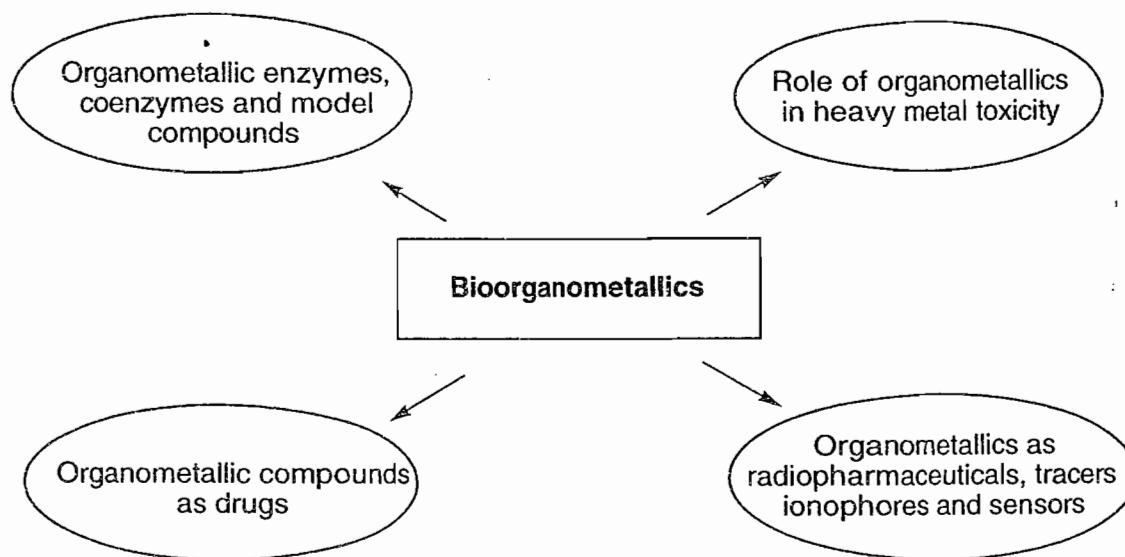 Organometallic enzymes,
coenzymes and model
compounds
Role of organometallics
in heavy metal toxicity
Bioorganometallics
Organometallic compounds
as drugs
Organometallics as
radiopharmaceuticals, tracers
ionophores and sensors